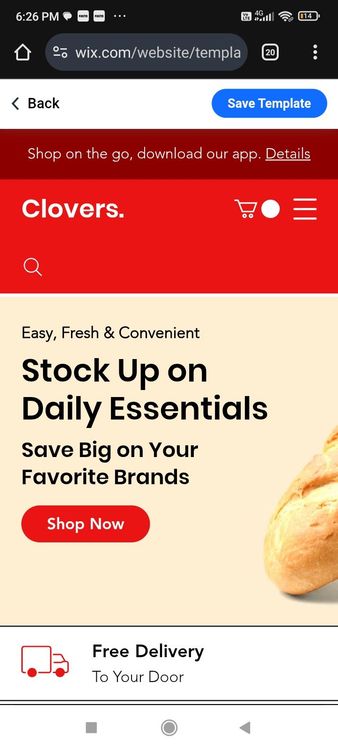 6:26 PM
4G
14
wix.com/website/templa
20
Back
Save Template
Shop on the go, download our app. Details
Clovers.
Easy, Fresh & Convenient
Stock Up on
Daily Essentials
Save Big on Your
Favorite Brands
Shop Now
Free Delivery
To Your Door